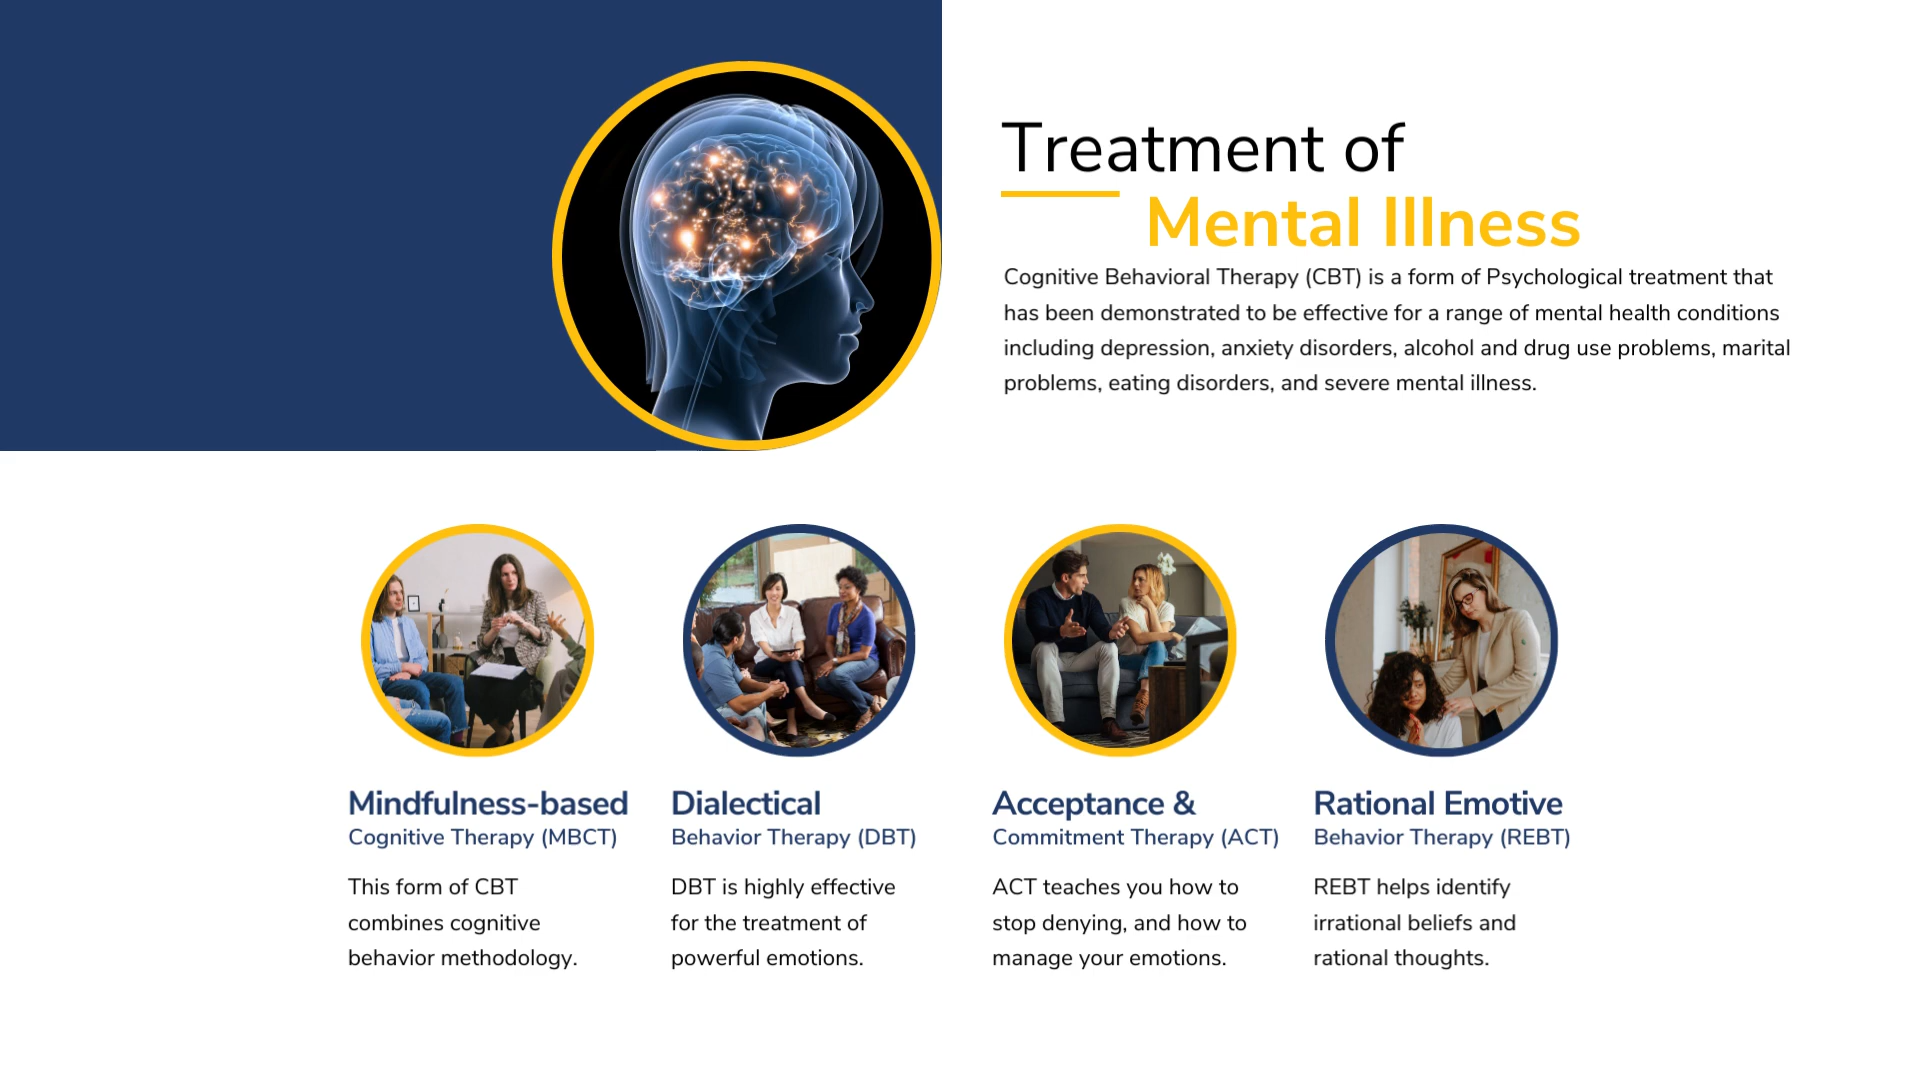 Treatment of
Mental Illness
Cognitive Behavioral Therapy (CBT) is a form of Psychological treatment that
has been demonstrated to be effective for a range of mental health conditions
including depression, anxiety disorders, alcohol and drug use problems, marital
problems, eating disorders, and severe mental illness.
Mindfulness-based
Cognitive Therapy (MBCT)
This form of CBT
combines cognitive
behavior methodology.
Dialectical
Behavior Therapy (DBT)
DBT is highly effective
for the treatment of
powerful emotions.
Acceptance &
Commitment Therapy (ACT)
ACT teaches you how to
stop denying, and how to
manage your emotions.
Rational Emotive
Behavior Therapy (REBT)
REBT helps identify
irrational beliefs and
rational thoughts.